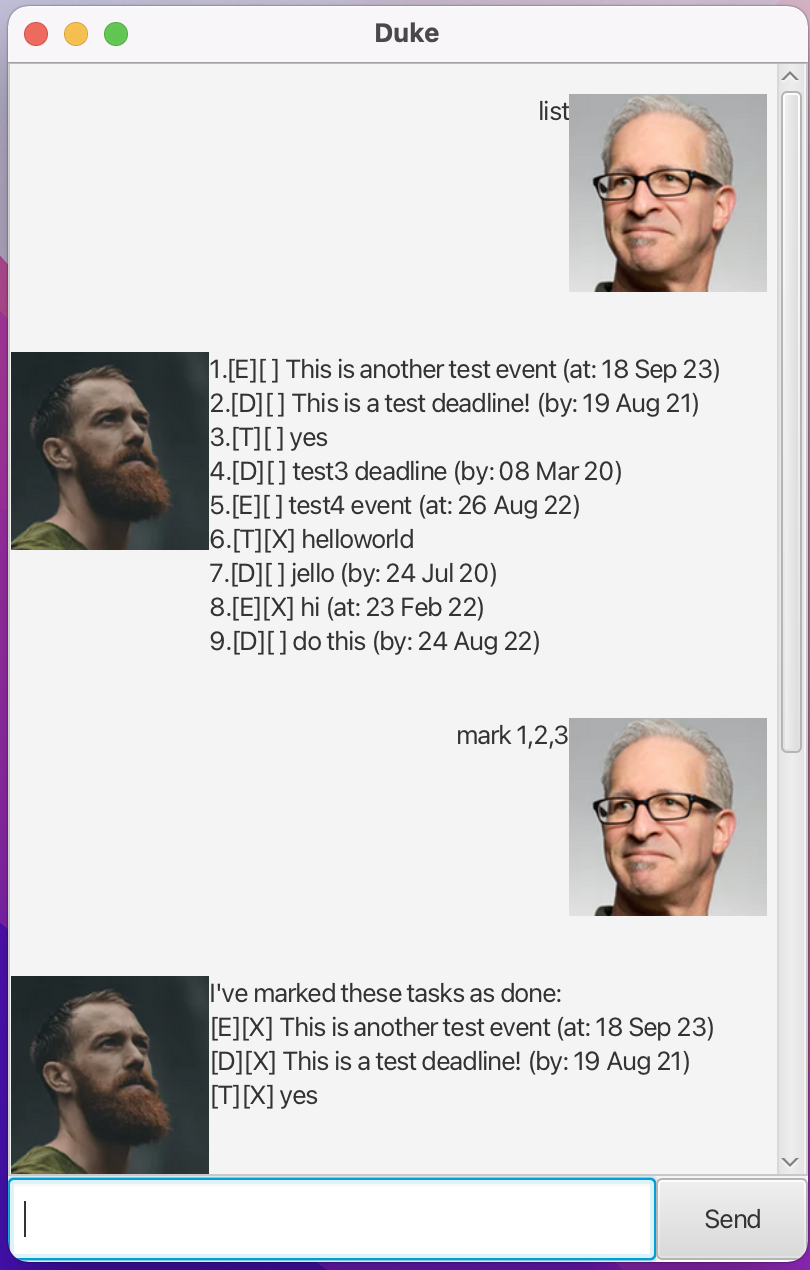 Duke
list
1.[E][ ] This is another test event (at: 18 Sep 23)
2.[D][ ] This is a test deadline! (by: 19 Aug 21)
3.[T][ ] yes
4.[D][ ] test3 deadline (by: 08 Mar 20)
5.[E][ ] test4 event (at: 26 Aug 22)
6.[T][X] helloworld
7.[D][ ] jello (by: 24 Jul 20)
8.[E][X] hi (at: 23 Feb 22)
9.[D][ ] do this (by: 24 Aug 22)
mark 1,2,3
I've marked these tasks as done:
[E][X] This is another test event (at: 18 Sep 23)
[D][X] This is a test deadline! (by: 19 Aug 21)
[T][X] yes
Send